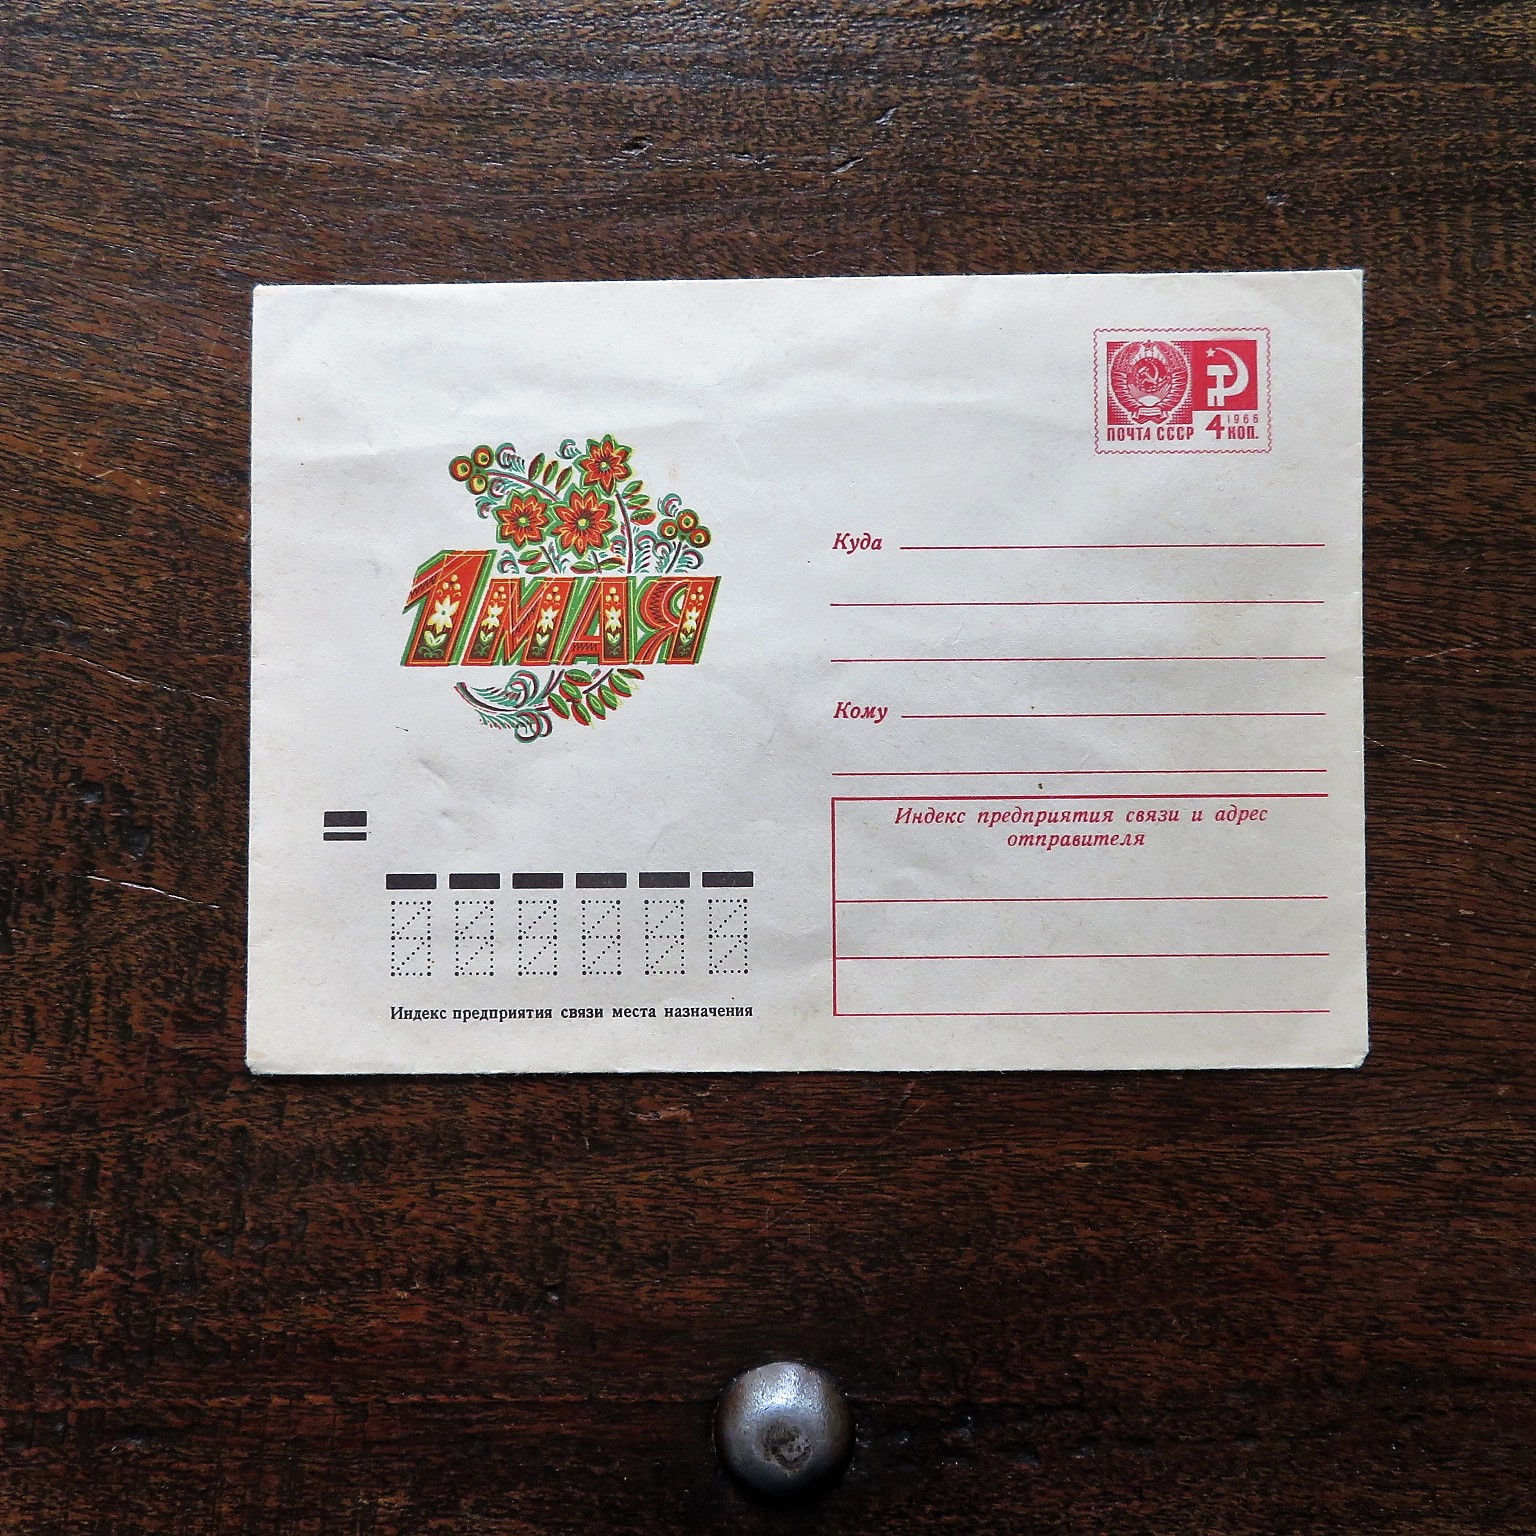 ПОЧТА СССР 4 1966 КОП.
1 МАЯ
Куда
Кому
Индекс предприятия связи и адрес
отправителя
Индекс предприятия связи места назначения